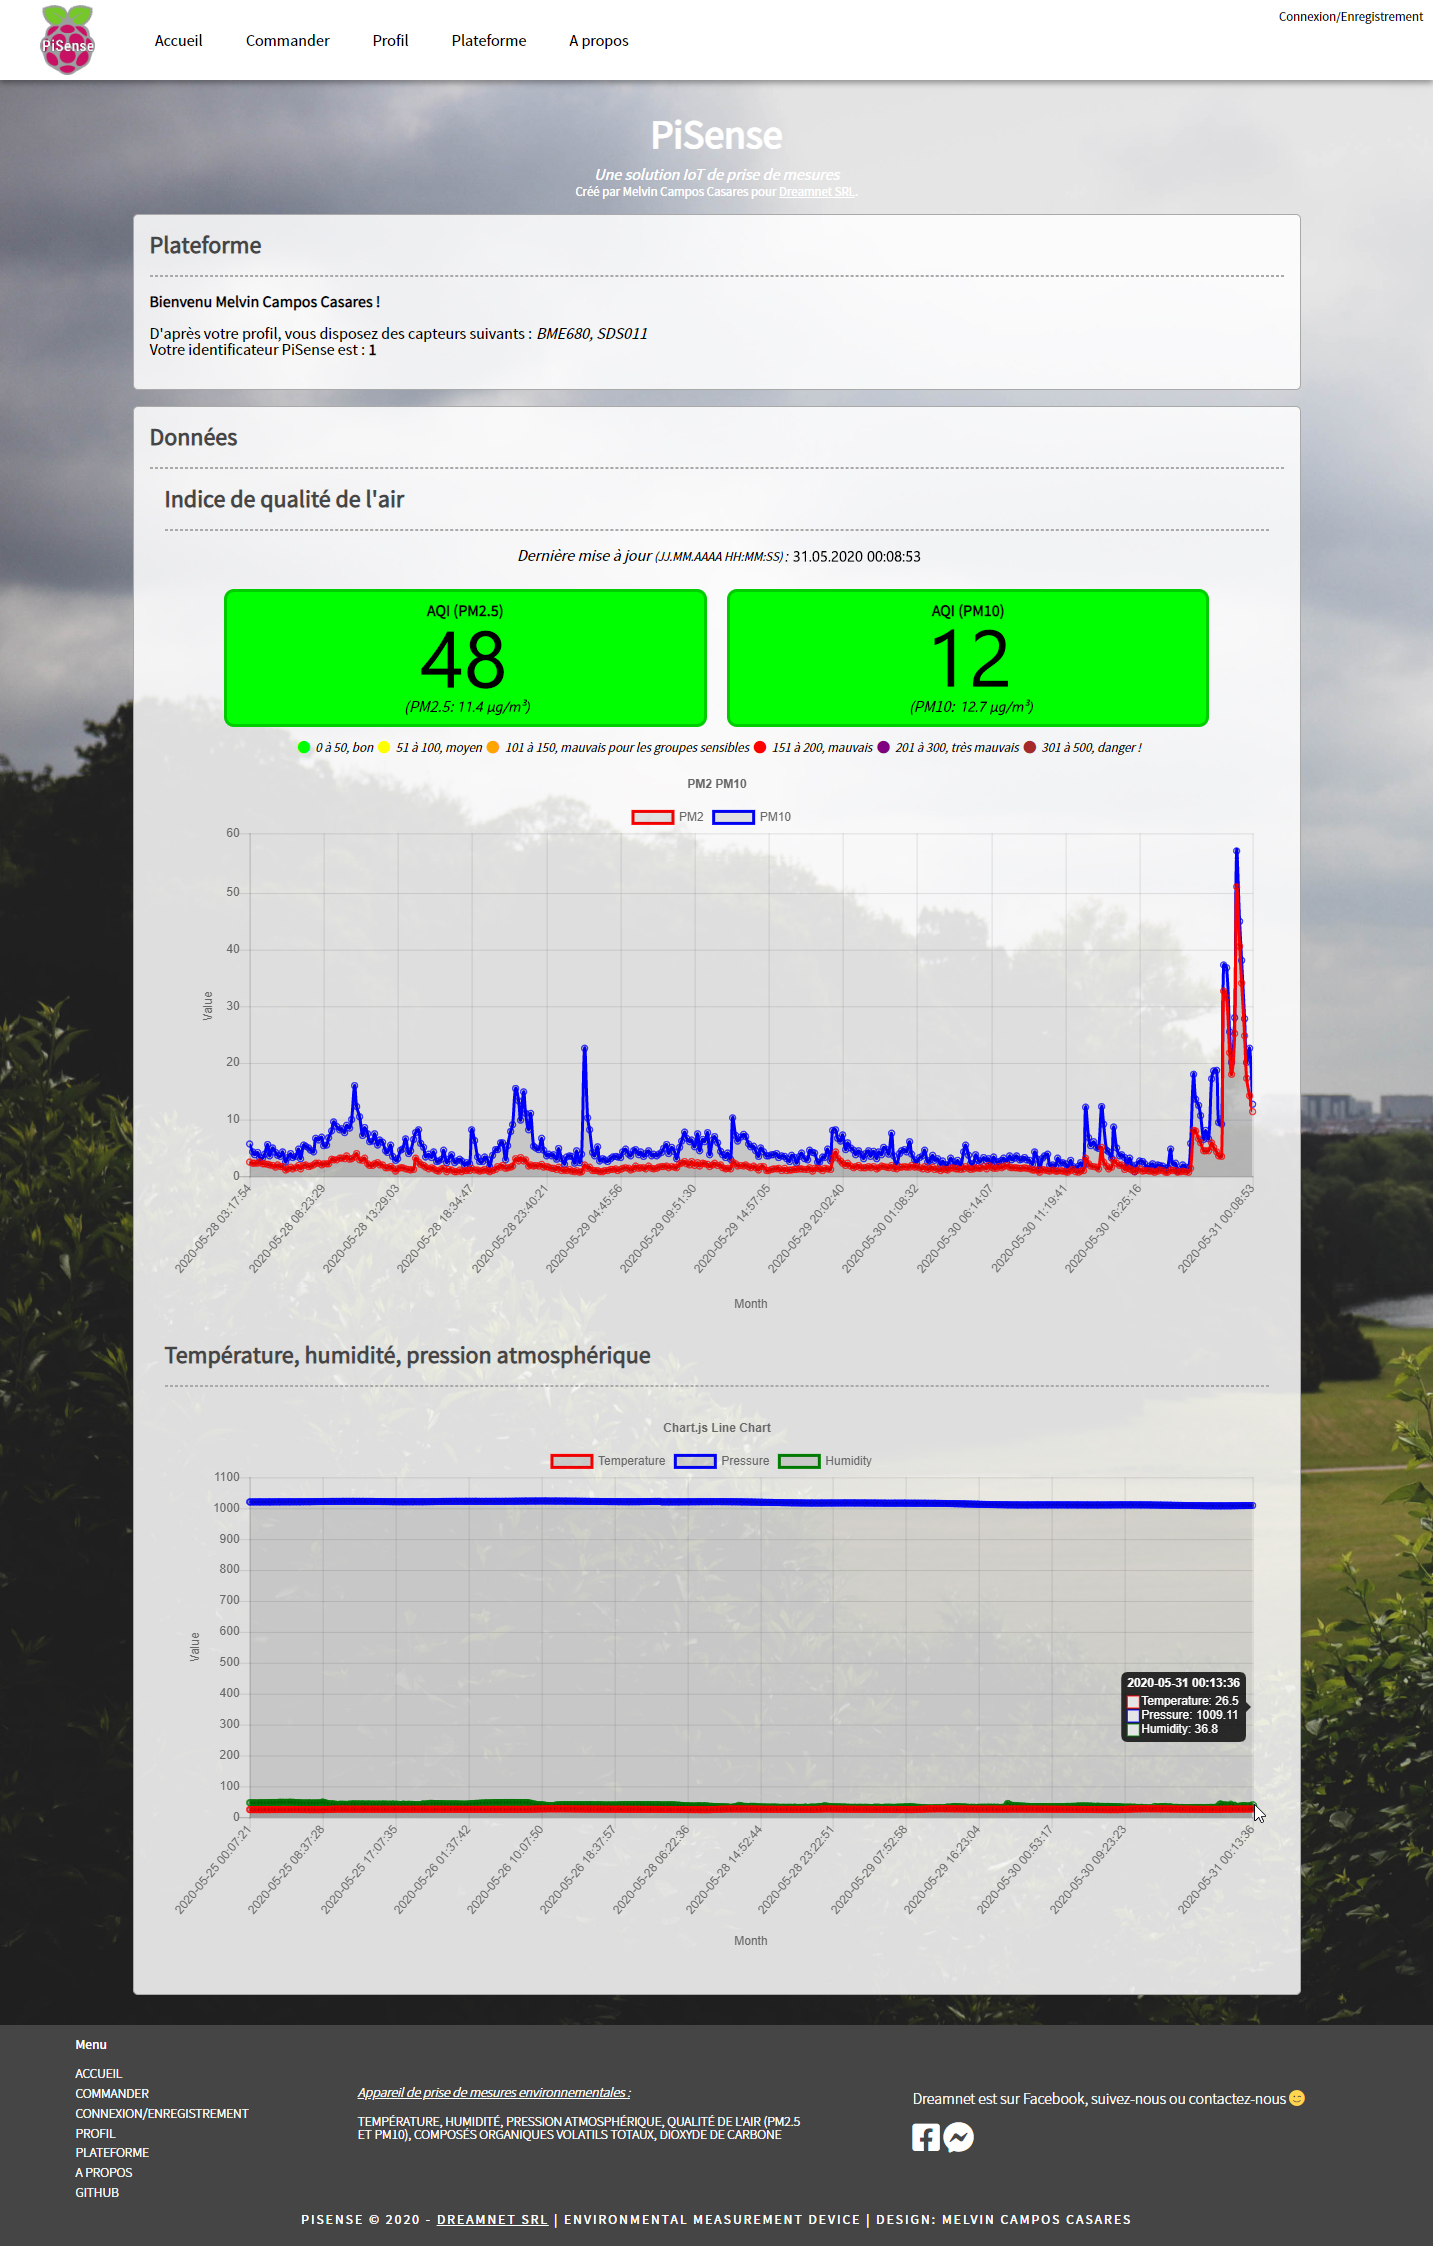 PiSense
Accueil
Commander
Profil
Plateforme
A propos
Connexion/Enregistrement
PiSense
Une solution IoT de prise de mesures
Créé par Melvin Campos Casares pour Dreamnet SRL.
Plateforme
Bienvenu Melvin Campos Casares !
D'après votre profil, vous disposez des capteurs suivants : BME680, SDS011
Votre identificateur PiSense est : 1
Données
Indice de qualité de l'air
Dernière mise à jour (JJ.MM.AAAA HH:MM:SS) : 31.05.2020 00:08:53
AQI (PM2.5)
48
(PM2.5: 11.4 µg/m³)
AQI (PM10)
12
(PM10: 12.7 µg/m³)
0 à 50, bon 51 à 100, moyen 101 à 150, mauvais pour les groupes sensibles 151 à 200, mauvais 201 à 300, très mauvais 301 à 500, danger !
PM2 PM10
PM2 PM10
60
50
40
30
20
10
0
Value
2020-05-28 03:17:54
2020-05-28 08:23:29
2020-05-28 13:29:03
2020-05-28 18:34:47
2020-05-28 23:40:21
2020-05-29 04:45:56
2020-05-29 09:51:30
2020-05-29 14:57:05
2020-05-29 20:02:40
2020-05-30 01:08:32
2020-05-30 06:14:07
2020-05-30 11:19:41
2020-05-30 16:25:16
2020-05-31 00:08:53
Month
Température, humidité, pression atmosphérique
Chart.js Line Chart
Temperature Pressure Humidity
1100
1000
900
800
700
600
500
400
300
200
100
0
Value
2020-05-31 00:13:36
Temperature: 26.5
Pressure: 1009.11
Humidity: 36.8
2020-05-25 00:07:21
2020-05-25 08:37:28
2020-05-25 17:07:35
2020-05-26 01:37:42
2020-05-26 10:07:50
2020-05-26 18:37:57
2020-05-28 06:22:36
2020-05-28 14:52:44
2020-05-28 23:22:51
2020-05-29 07:52:58
2020-05-29 16:23:04
2020-05-30 00:53:17
2020-05-30 09:23:23
2020-05-31 00:13:36
Month
Menu
ACCUEIL
COMMANDER
CONNEXION/ENREGISTREMENT
PROFIL
PLATEFORME
A PROPOS
GITHUB
Appareil de prise de mesures environnementales :
TEMPÉRATURE, HUMIDITÉ, PRESSION ATMOSPHÉRIQUE, QUALITÉ DE L'AIR (PM2.5
ET PM10), COMPOSÉS ORGANIQUES VOLATILS TOTAUX, DIOXYDE DE CARBONE
Dreamnet est sur Facebook, suivez-nous ou contactez-nous 😉
PISENSE © 2020 - DREAMNET SRL | ENVIRONMENTAL MEASUREMENT DEVICE | DESIGN: MELVIN CAMPOS CASARES